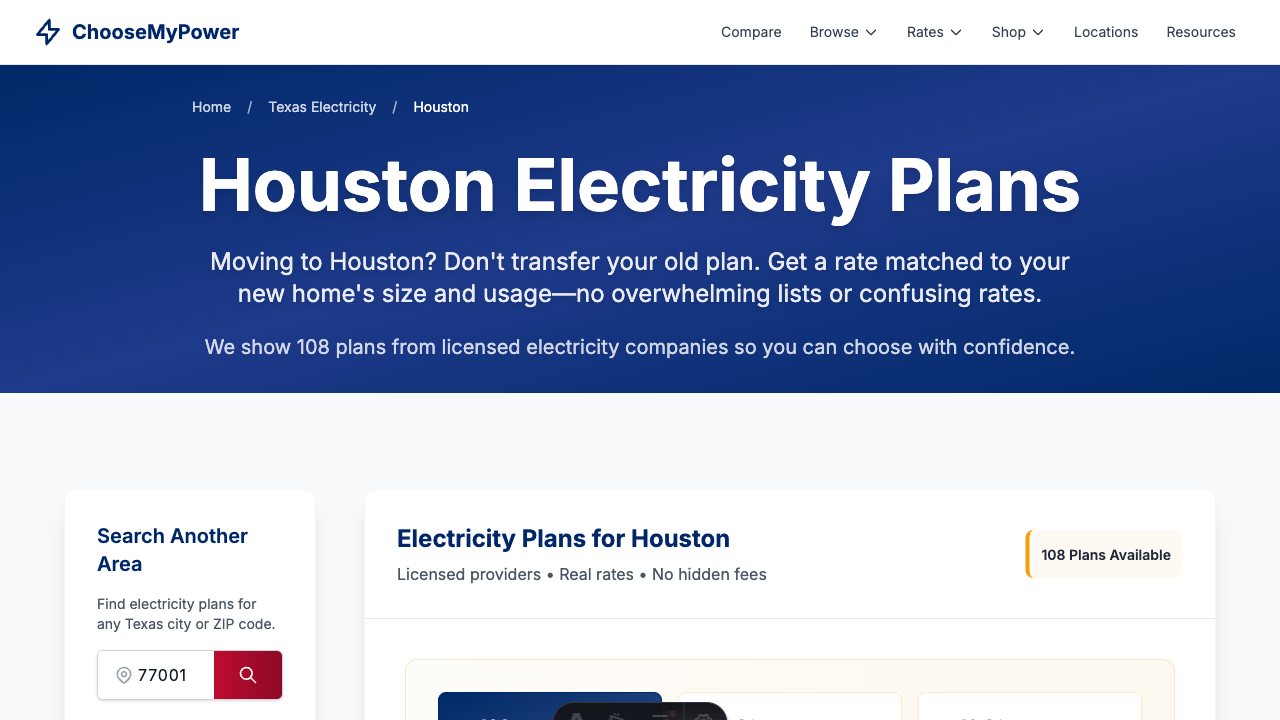 ChooseMyPower
Compare
Browse
Rates
Shop
Locations
Resources
Home / Texas Electricity / Houston
Houston Electricity Plans
Moving to Houston? Don't transfer your old plan. Get a rate matched to your
new home's size and usage—no overwhelming lists or confusing rates.
We show 108 plans from licensed electricity companies so you can choose with confidence.
Search Another
Area
Find electricity plans for
any Texas city or ZIP code.
77001
Electricity Plans for Houston
Licensed providers • Real rates • No hidden fees
108 Plans Available